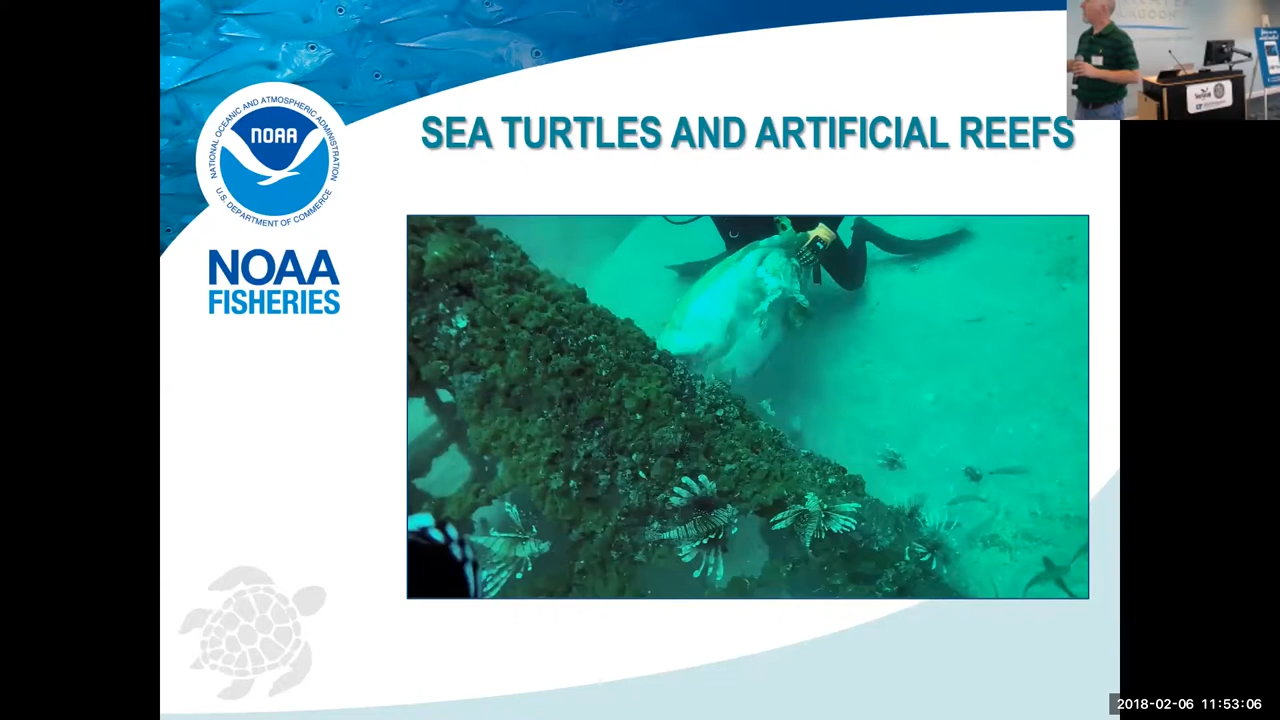 SEA TURTLES AND ARTIFICIAL REEFS
NATIONAL OCEANIC AND ATMOSPHERIC ADMINISTRATION
NOAA
U.S. DEPARTMENT OF COMMERCE
NOAA
FISHERIES
LAGOON
2018-02-06 11:53:06